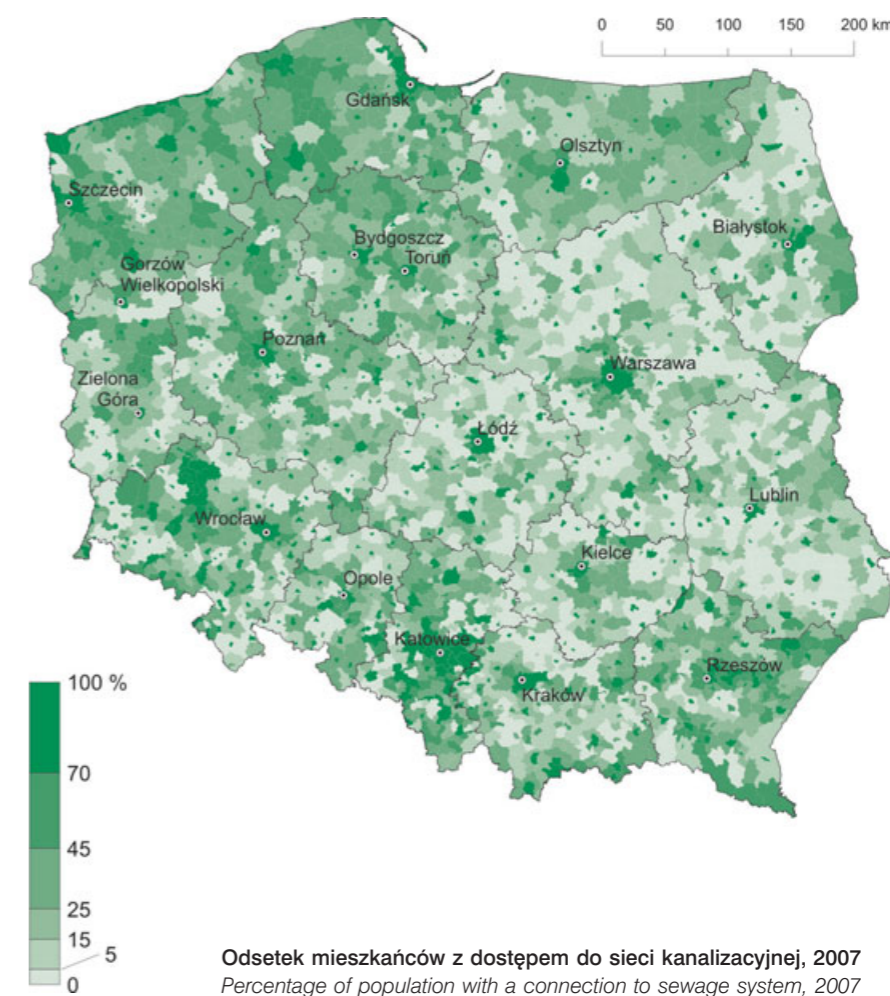 0 50 100 150 200 km
Gdańsk
Olsztyn
Szczecin
Białystok
Bydgoszcz
Toruń
Gorzów
Wielkopolski
Poznań
Warszawa
Zielona
Góra
Łódź
Lublin
Wrocław
Kielce
Opole
Katowice
Rzeszów
Kraków
100 %
70
45
25
15
5
0
Odsetek mieszkańców z dostępem do sieci kanalizacyjnej, 2007
Percentage of population with a connection to sewage system, 2007